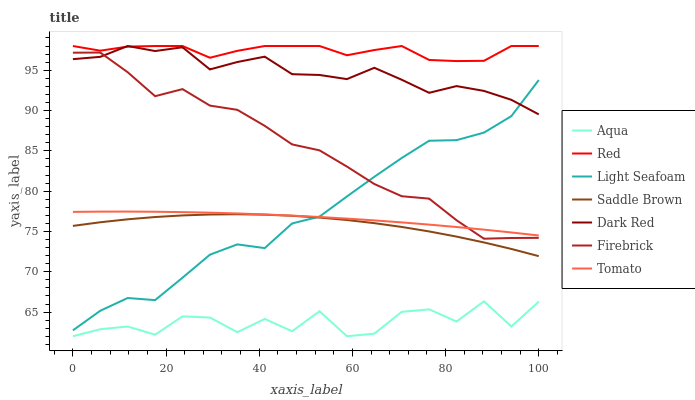 title
yaxis_label
95
90
85
80
75
70
65
0
20
40
60
80
100
xaxis_label
Aqua
Red
Light Seafoam
Saddle Brown
Dark Red
Firebrick
Tomato